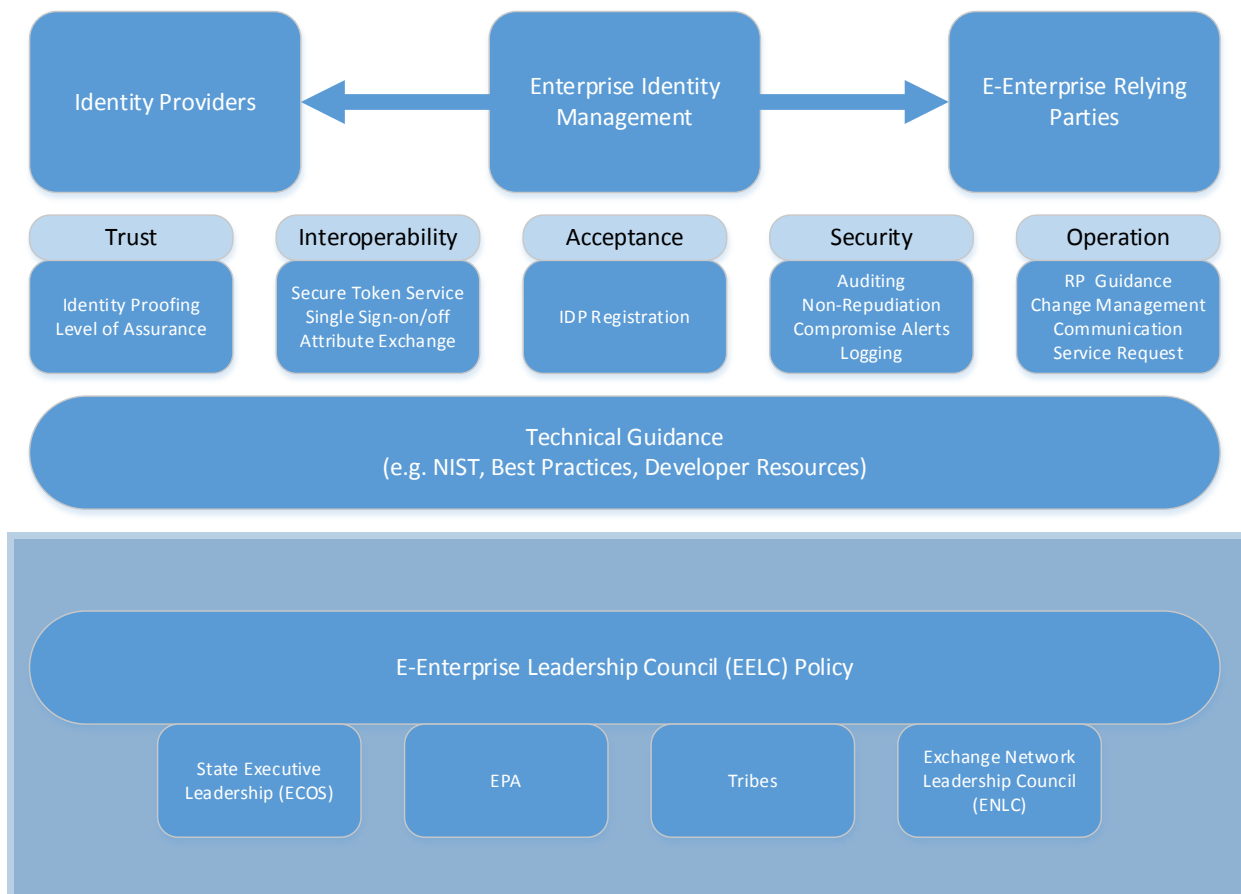 Identity Providers
Enterprise Identity
Management
E-Enterprise Relying
Parties
Trust
Identity Proofing
Level of Assurance
Interoperability
Secure Token Service
Single Sign-on/off
Attribute Exchange
Acceptance
IDP Registration
Security
Auditing
Non-Repudiation
Compromise Alerts
Logging
Operation
RP Guidance
Change Management
Communication
Service Request
Technical Guidance
(e.g. NIST, Best Practices, Developer Resources)
E-Enterprise Leadership Council (EELC) Policy
State Executive
Leadership (ECOS)
EPA
Tribes
Exchange Network
Leadership Council
(ENLC)